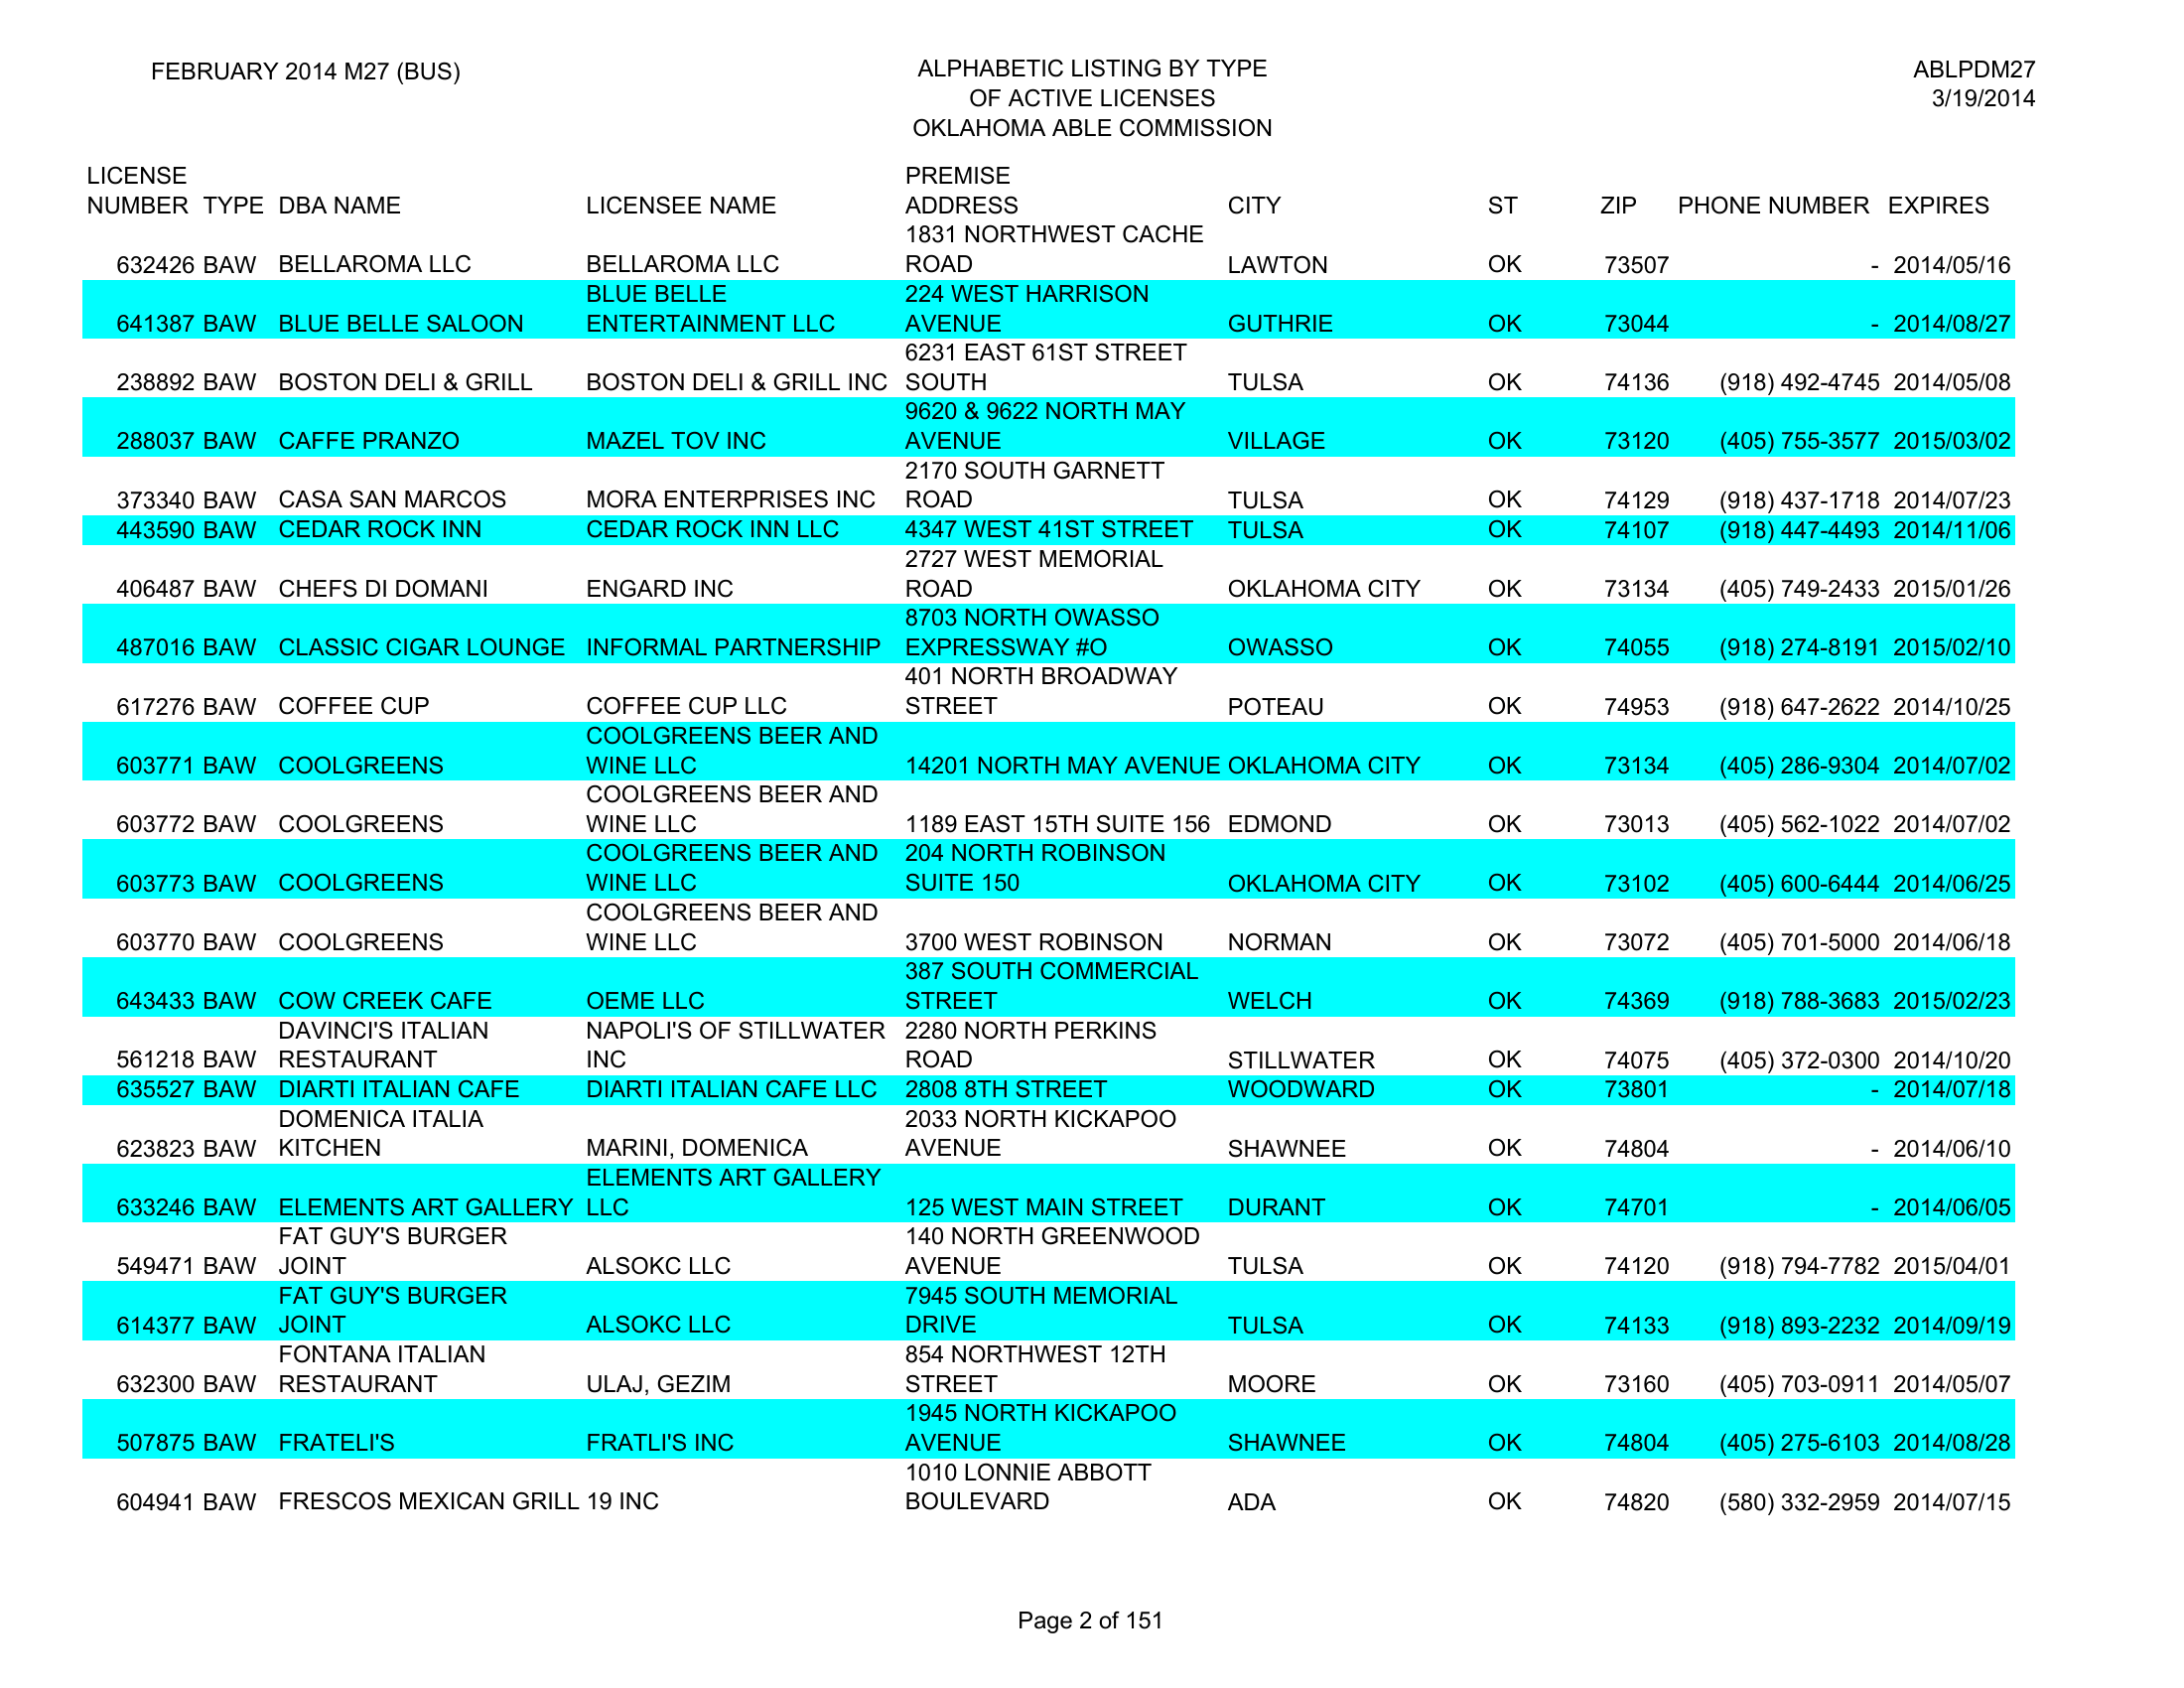 FEBRUARY 2014 M27 (BUS)
ALPHABETIC LISTING BY TYPE
OF ACTIVE LICENSES
OKLAHOMA ABLE COMMISSION
ABLPDM27
3/19/2014
LICENSE PREMISE
NUMBER TYPE DBA NAME LICENSEE NAME ADDRESS CITY ST ZIP PHONE NUMBER EXPIRES
1831 NORTHWEST CACHE
632426 BAW BELLAROMA LLC BELLAROMA LLC ROAD LAWTON OK 73507 - 2014/05/16
BLUE BELLE 224 WEST HARRISON
641387 BAW BLUE BELLE SALOON ENTERTAINMENT LLC AVENUE GUTHRIE OK 73044 - 2014/08/27
6231 EAST 61ST STREET
238892 BAW BOSTON DELI & GRILL BOSTON DELI & GRILL INC SOUTH TULSA OK 74136 (918) 492-4745 2014/05/08
9620 & 9622 NORTH MAY
288037 BAW CAFFE PRANZO MAZEL TOV INC AVENUE VILLAGE OK 73120 (405) 755-3577 2015/03/02
2170 SOUTH GARNETT
373340 BAW CASA SAN MARCOS MORA ENTERPRISES INC ROAD TULSA OK 74129 (918) 437-1718 2014/07/23
443590 BAW CEDAR ROCK INN CEDAR ROCK INN LLC 4347 WEST 41ST STREET TULSA OK 74107 (918) 447-4493 2014/11/06
2727 WEST MEMORIAL
406487 BAW CHEFS DI DOMANI ENGARD INC ROAD OKLAHOMA CITY OK 73134 (405) 749-2433 2015/01/26
8703 NORTH OWASSO
487016 BAW CLASSIC CIGAR LOUNGE INFORMAL PARTNERSHIP EXPRESSWAY #O OWASSO OK 74055 (918) 274-8191 2015/02/10
401 NORTH BROADWAY
617276 BAW COFFEE CUP COFFEE CUP LLC STREET POTEAU OK 74953 (918) 647-2622 2014/10/25
COOLGREENS BEER AND
603771 BAW COOLGREENS WINE LLC 14201 NORTH MAY AVENUE OKLAHOMA CITY OK 73134 (405) 286-9304 2014/07/02
COOLGREENS BEER AND
603772 BAW COOLGREENS WINE LLC 1189 EAST 15TH SUITE 156 EDMOND OK 73013 (405) 562-1022 2014/07/02
COOLGREENS BEER AND 204 NORTH ROBINSON
603773 BAW COOLGREENS WINE LLC SUITE 150 OKLAHOMA CITY OK 73102 (405) 600-6444 2014/06/25
COOLGREENS BEER AND
603770 BAW COOLGREENS WINE LLC 3700 WEST ROBINSON NORMAN OK 73072 (405) 701-5000 2014/06/18
387 SOUTH COMMERCIAL
643433 BAW COW CREEK CAFE OEME LLC STREET WELCH OK 74369 (918) 788-3683 2015/02/23
DAVINCI'S ITALIAN NAPOLI'S OF STILLWATER 2280 NORTH PERKINS
561218 BAW RESTAURANT INC ROAD STILLWATER OK 74075 (405) 372-0300 2014/10/20
635527 BAW DIARTI ITALIAN CAFE DIARTI ITALIAN CAFE LLC 2808 8TH STREET WOODWARD OK 73801 - 2014/07/18
DOMENICA ITALIA 2033 NORTH KICKAPOO
623823 BAW KITCHEN MARINI, DOMENICA AVENUE SHAWNEE OK 74804 - 2014/06/10
ELEMENTS ART GALLERY
633246 BAW ELEMENTS ART GALLERY LLC 125 WEST MAIN STREET DURANT OK 74701 - 2014/06/05
FAT GUY'S BURGER 140 NORTH GREENWOOD
549471 BAW JOINT ALSOKC LLC AVENUE TULSA OK 74120 (918) 794-7782 2015/04/01
FAT GUY'S BURGER 7945 SOUTH MEMORIAL
614377 BAW JOINT ALSOKC LLC DRIVE TULSA OK 74133 (918) 893-2232 2014/09/19
FONTANA ITALIAN 854 NORTHWEST 12TH
632300 BAW RESTAURANT ULAJ, GEZIM STREET MOORE OK 73160 (405) 703-0911 2014/05/07
1945 NORTH KICKAPOO
507875 BAW FRATELI'S FRATLI'S INC AVENUE SHAWNEE OK 74804 (405) 275-6103 2014/08/28
1010 LONNIE ABBOTT
604941 BAW FRESCOS MEXICAN GRILL 19 INC BOULEVARD ADA OK 74820 (580) 332-2959 2014/07/15
Page 2 of 151